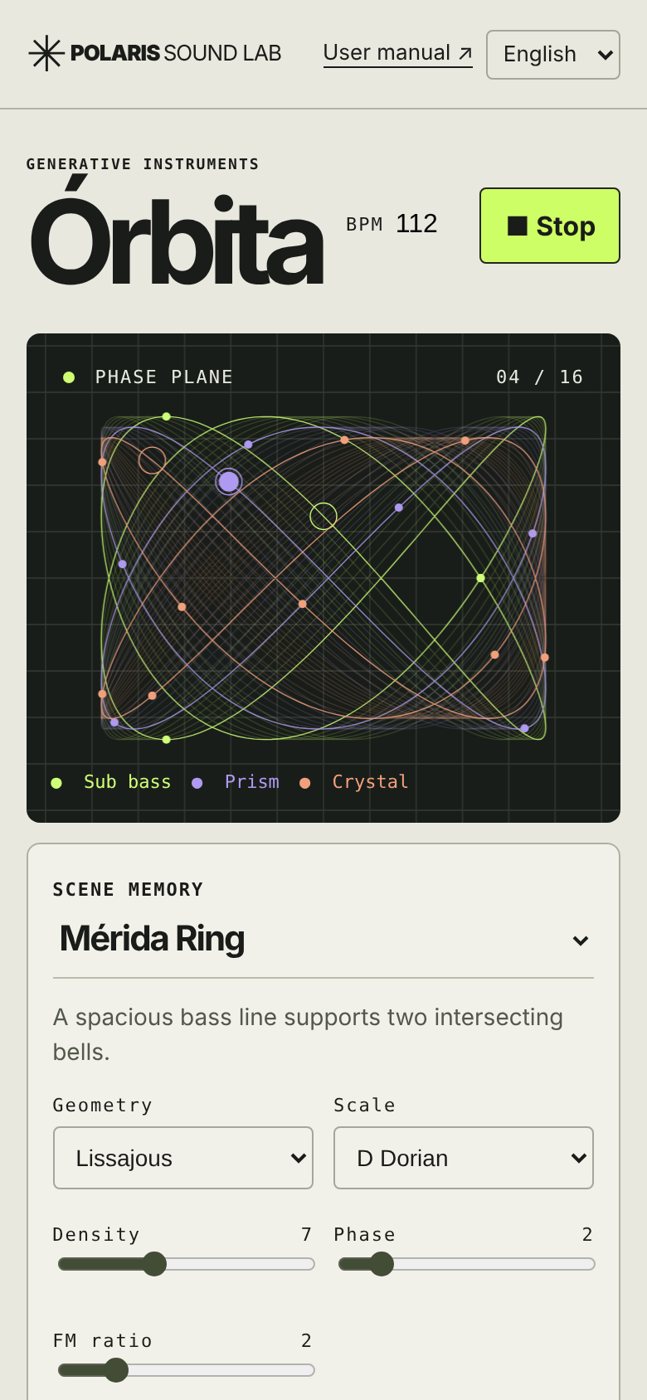 POLARIS SOUND LAB
User manual ↗
English
GENERATIVE INSTRUMENTS
Órbita
BPM 112
Stop
PHASE PLANE
04 / 16
Sub bass
Prism
Crystal
SCENE MEMORY
Mérida Ring
A spacious bass line supports two intersecting
bells.
Geometry
Scale
Lissajous
D Dorian
Density 7
Phase 2
FM ratio 2